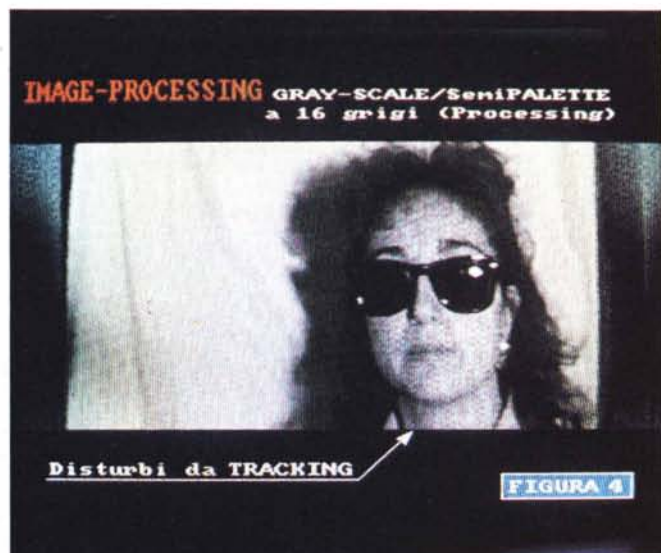 IMAGE-PROCESSING GRAY-SCALE/SemiPALETTE
a 16 grigi (Processing)
Disturbi da TRACKING
FIGURA 4